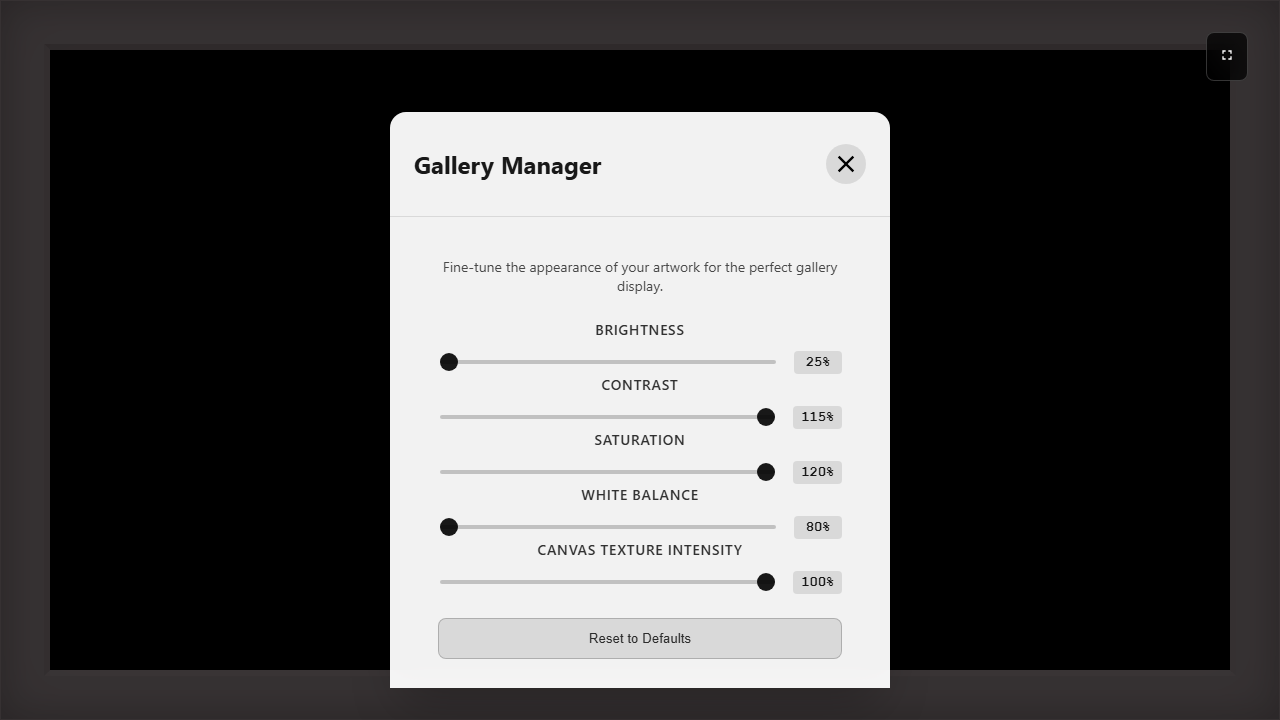 Gallery Manager
Fine-tune the appearance of your artwork for the perfect gallery
display.
BRIGHTNESS
25%
CONTRAST
115%
SATURATION
120%
WHITE BALANCE
80%
CANVAS TEXTURE INTENSITY
100%
Reset to Defaults